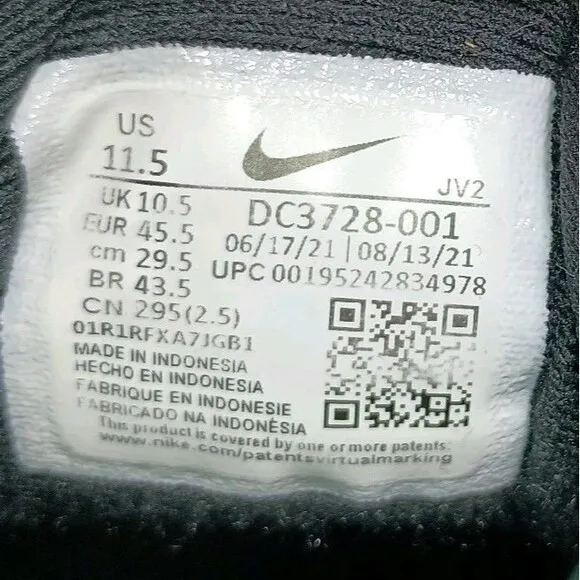 US
11.5
JV2
UK 10.5
EUR 45.5
cm 29.5
BR 43.5
CN 295(2.5)
DC3728-001
06/17/21 | 08/13/21
UPC 00195242834978
01R1RFXA7JGB1
MADE IN INDONESIA
HECHO EN INDONESIA
FABRIQUE EN INDONESIE
FABRICADO NA INDONÉSIA
This product is covered by one or more patents:
www.nike.com/patentsvirtualmarking